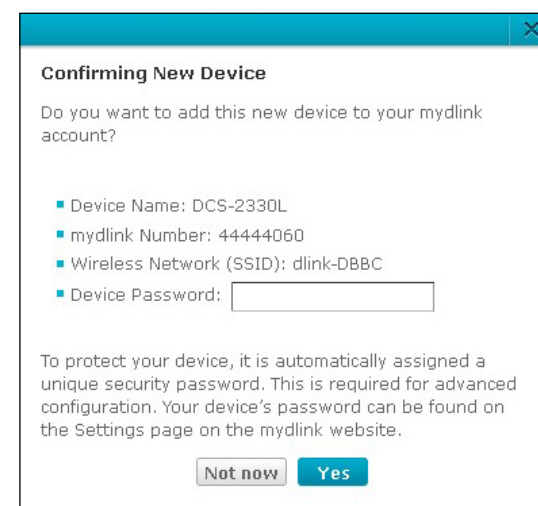 Confirming New Device
Do you want to add this new device to your mydlink
account?
Device Name: DCS-2330L
mydlink Number: 44444060
Wireless Network (SSID): dlink-DBBC
Device Password:
To protect your device, it is automatically assigned a
unique security password. This is required for advanced
configuration. Your device's password can be found on
the Settings page on the mydlink website.
Not now Yes